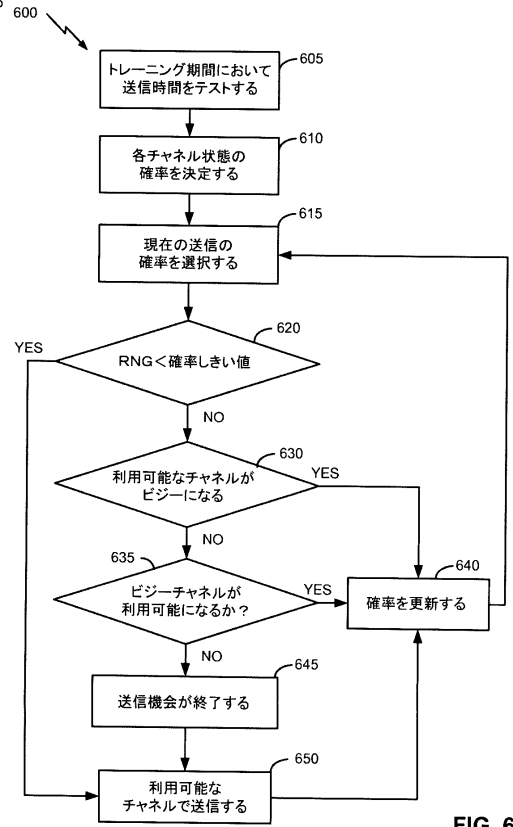 600
トレーニング期間において
送信時間をテストする
605
各チャネル状態の
確率を決定する
610
現在の送信の
確率を選択する
615
620
YES
RNG<確率しきい値
NO
630
利用可能なチャネルが
ビジーになる
YES
NO
635
ビジーチャネルが
利用可能になるか?
YES
640
確率を更新する
NO
645
送信機会が終了する
650
利用可能な
チャネルで送信する
FIG. 6